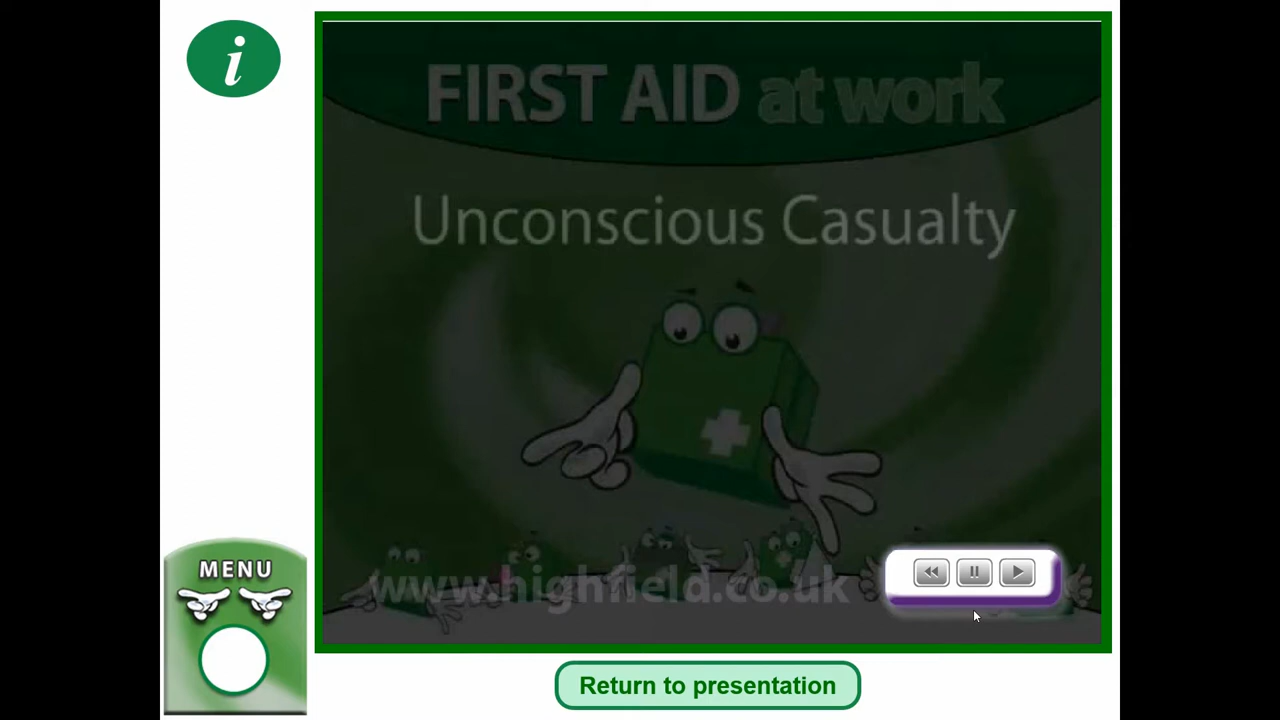 i
FIRST AID at work
Unconscious Casualty
www.highfield.co.uk
MENU
Return to presentation